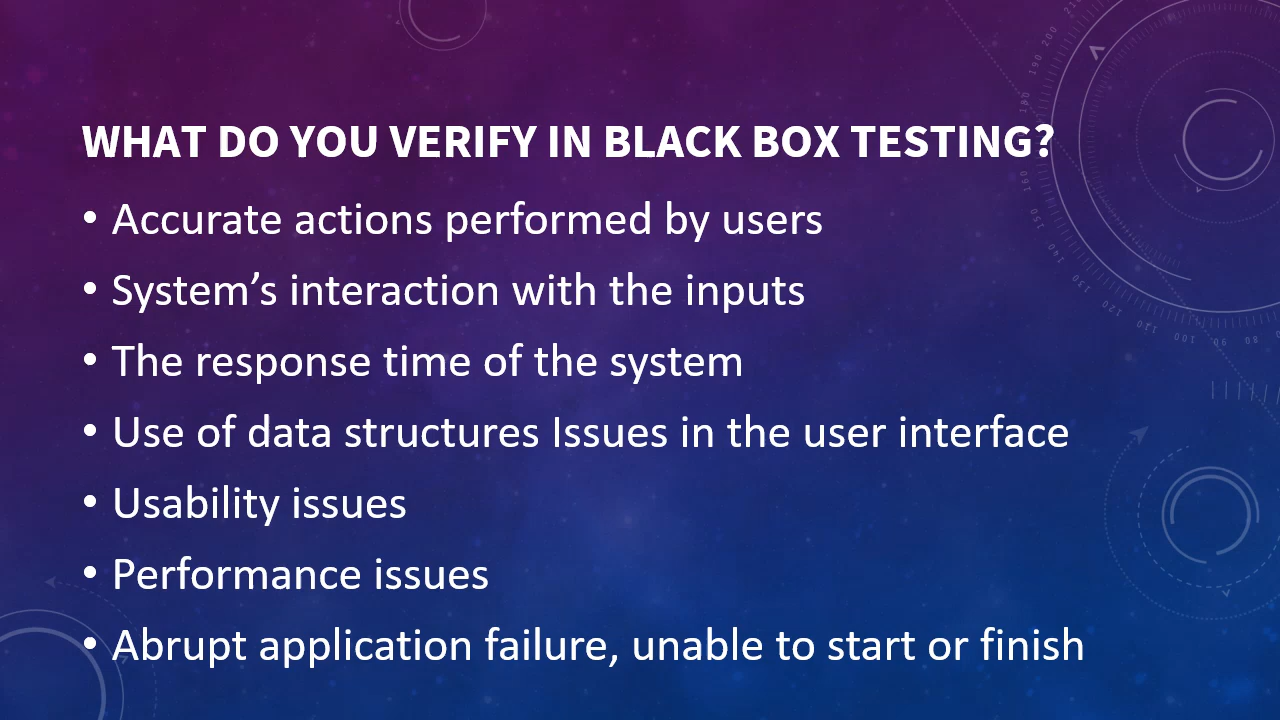 WHAT DO YOU VERIFY IN BLACK BOX TESTING?
• Accurate actions performed by users
• System’s interaction with the inputs
• The response time of the system
• Use of data structures Issues in the user interface
• Usability issues
• Performance issues
• Abrupt application failure, unable to start or finish